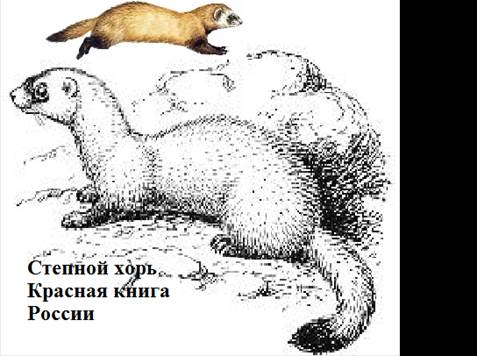 Степной хорь
Красная книга
России